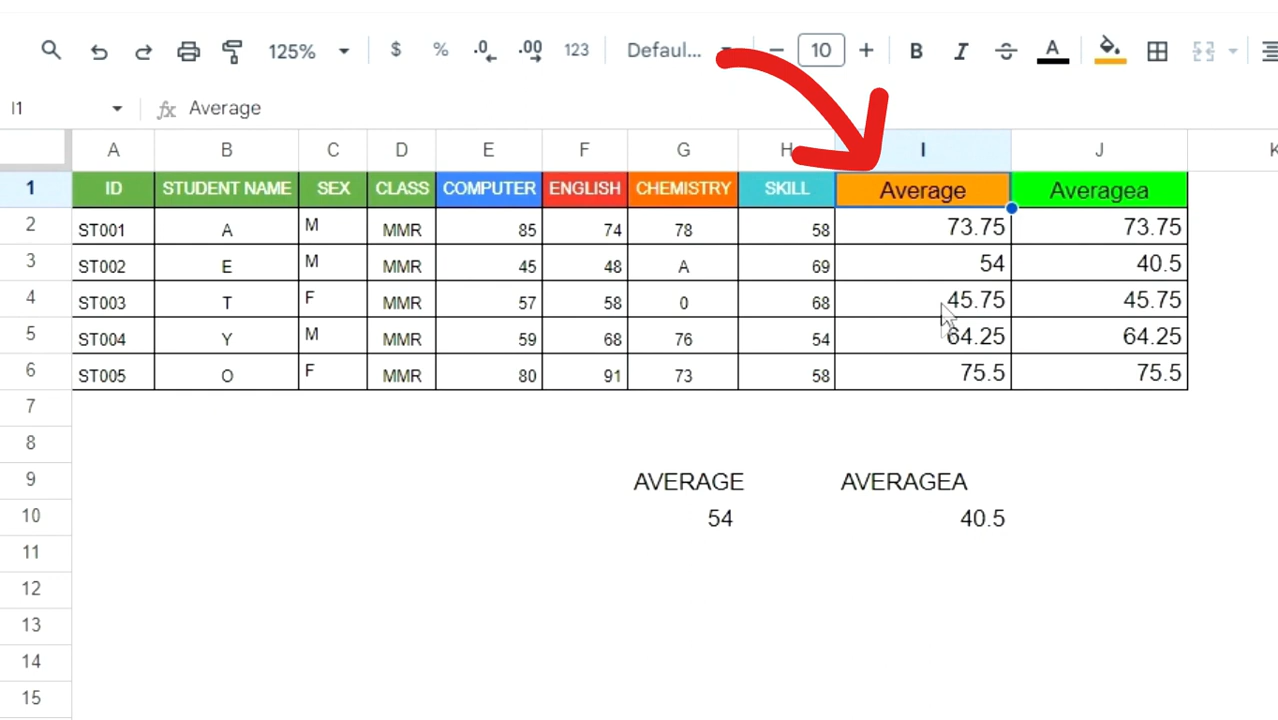 125% $ % .0 .00 123 Defaul... 10 B I A
I1 fx Average
A B C D E F G H I J K
1 ID STUDENT NAME SEX CLASS COMPUTER ENGLISH CHEMISTRY SKILL Average Averagea
2 ST001 A M MMR 85 74 78 58 73.75 73.75
3 ST002 E M MMR 45 48 A 69 54 40.5
4 ST003 T F MMR 57 58 0 68 45.75 45.75
5 ST004 Y M MMR 59 68 76 54 64.25 64.25
6 ST005 O F MMR 80 91 73 58 75.5 75.5
7
8
9 AVERAGE AVERAGEA
10 54 40.5
11
12
13
14
15